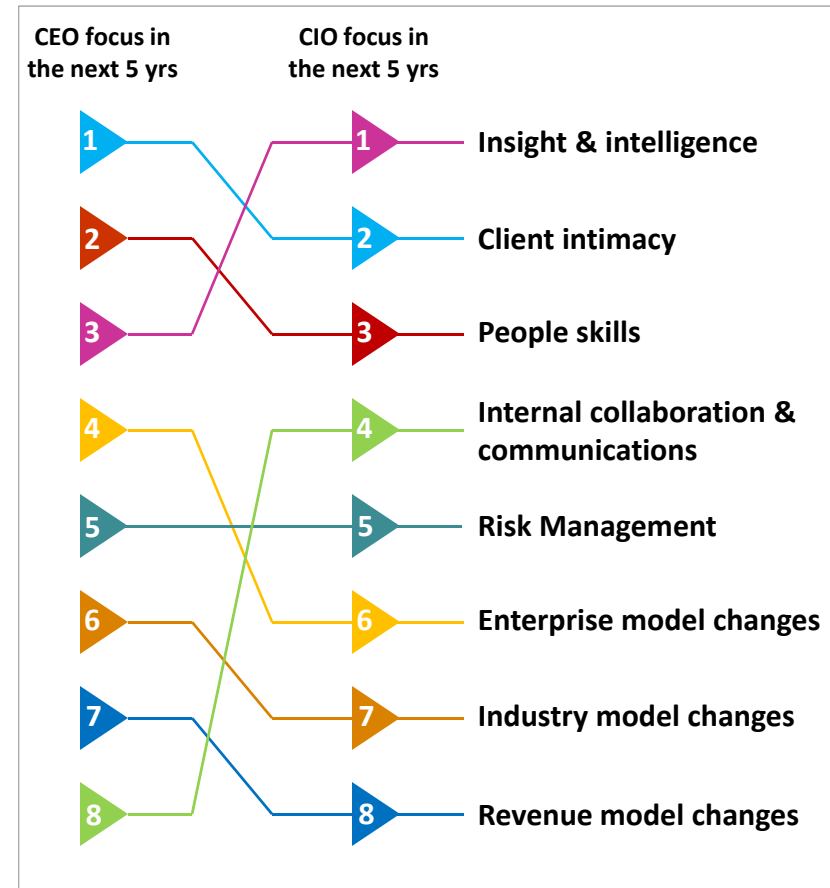 CEO focus in
the next 5 yrs
CIO focus in
the next 5 yrs
1
1
Insight & intelligence
2
2
Client intimacy
3
3
People skills
4
4
Internal collaboration &
communications
5
5
Risk Management
6
6
Enterprise model changes
7
7
Industry model changes
8
8
Revenue model changes